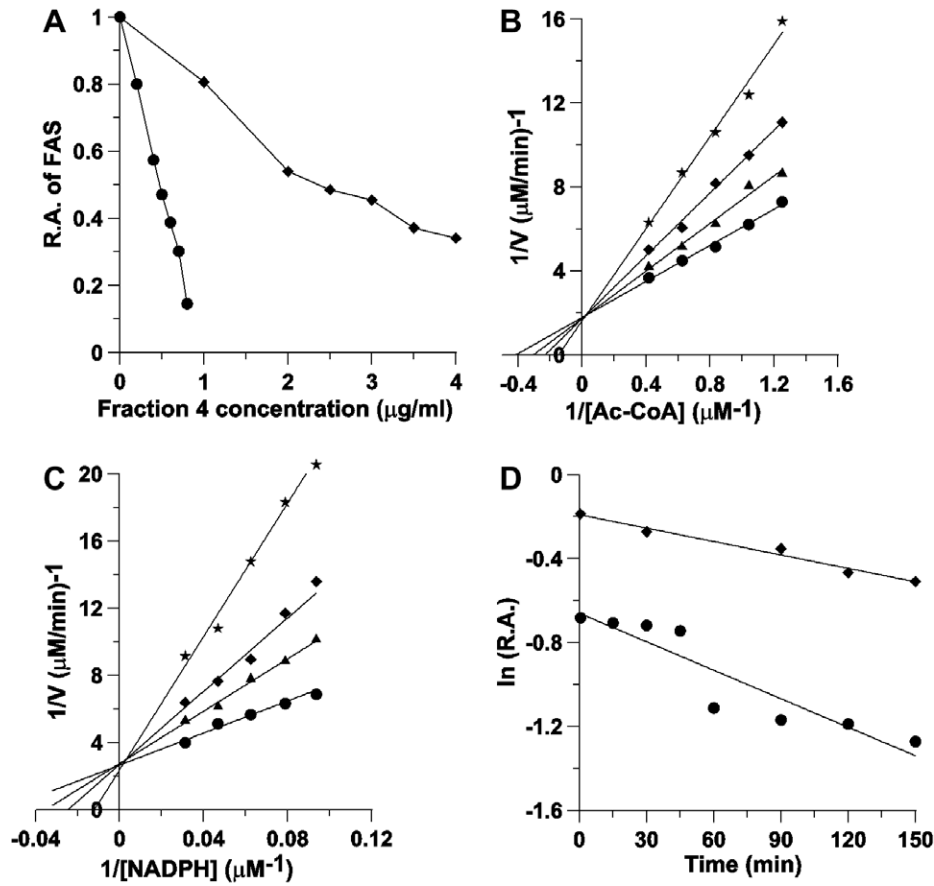 A
R.A. of FAS
1
0.8
0.6
0.4
0.2
0
0 1 2 3 4
Fraction 4 concentration (μg/ml)
B
1/V (μM/min)-1
16
12
8
4
0
-0.4 0 0.4 0.8 1.2 1.6
1/[Ac-CoA] (μM-1)
C
1/V (μM/min)-1
20
16
12
8
4
0
-0.04 0 0.04 0.08 0.12
1/[NADPH] (μM-1)
D
ln (R.A.)
0
-0.4
-0.8
-1.2
-1.6
0 30 60 90 120 150
Time (min)